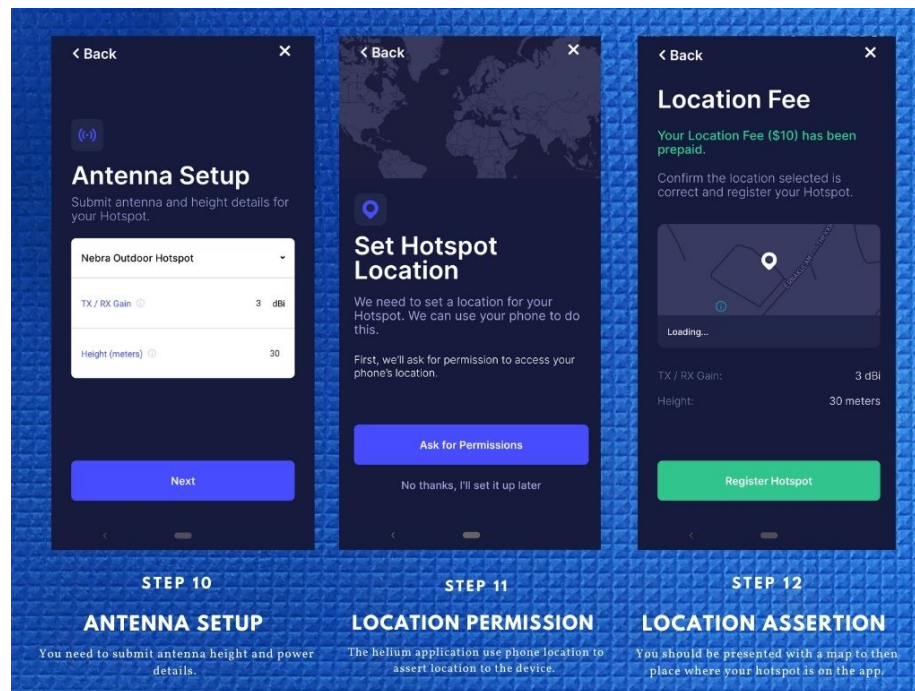 < Back
×
Antenna Setup
Submit antenna and height details for
your Hotspot.
Nebra Outdoor Hotspot
TX / RX Gain 3 dBi
Height (meters) 30
Next
STEP 10
ANTENNA SETUP
You need to submit antenna height and power
details.
< Back
×
Set Hotspot
Location
We need to set a location for your
Hotspot. We can use your phone to do
this.
First, we'll ask for permission to access your
phone's location.
Ask for Permissions
No thanks, I'll set it up later
STEP 11
LOCATION PERMISSION
The helium application use phone location to
assert location to the device.
< Back
×
Location Fee
Your Location Fee ($10) has been
prepaid.
Confirm the location selected is
correct and register your Hotspot.
Loading...
TX / RX Gain: 3 dBi
Height: 30 meters
Register Hotspot
STEP 12
LOCATION ASSERTION
You should be presented with a map to then
place where your hotspot is on the app.